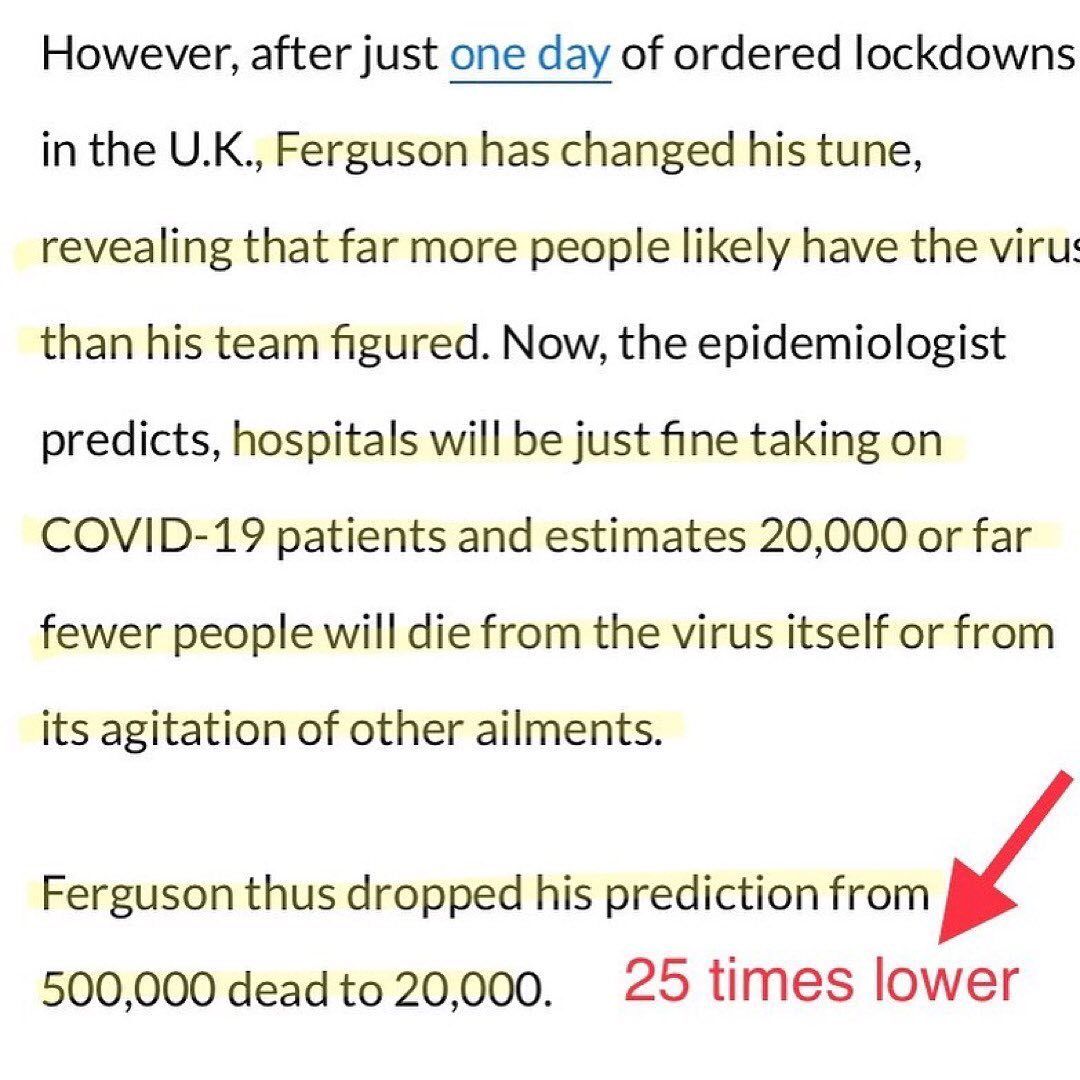 However, after just one day of ordered lockdowns
in the U.K., Ferguson has changed his tune,
revealing that far more people likely have the virus
than his team figured. Now, the epidemiologist
predicts, hospitals will be just fine taking on
COVID-19 patients and estimates 20,000 or far
fewer people will die from the virus itself or from
its agitation of other ailments.
Ferguson thus dropped his prediction from
500,000 dead to 20,000.
25 times lower